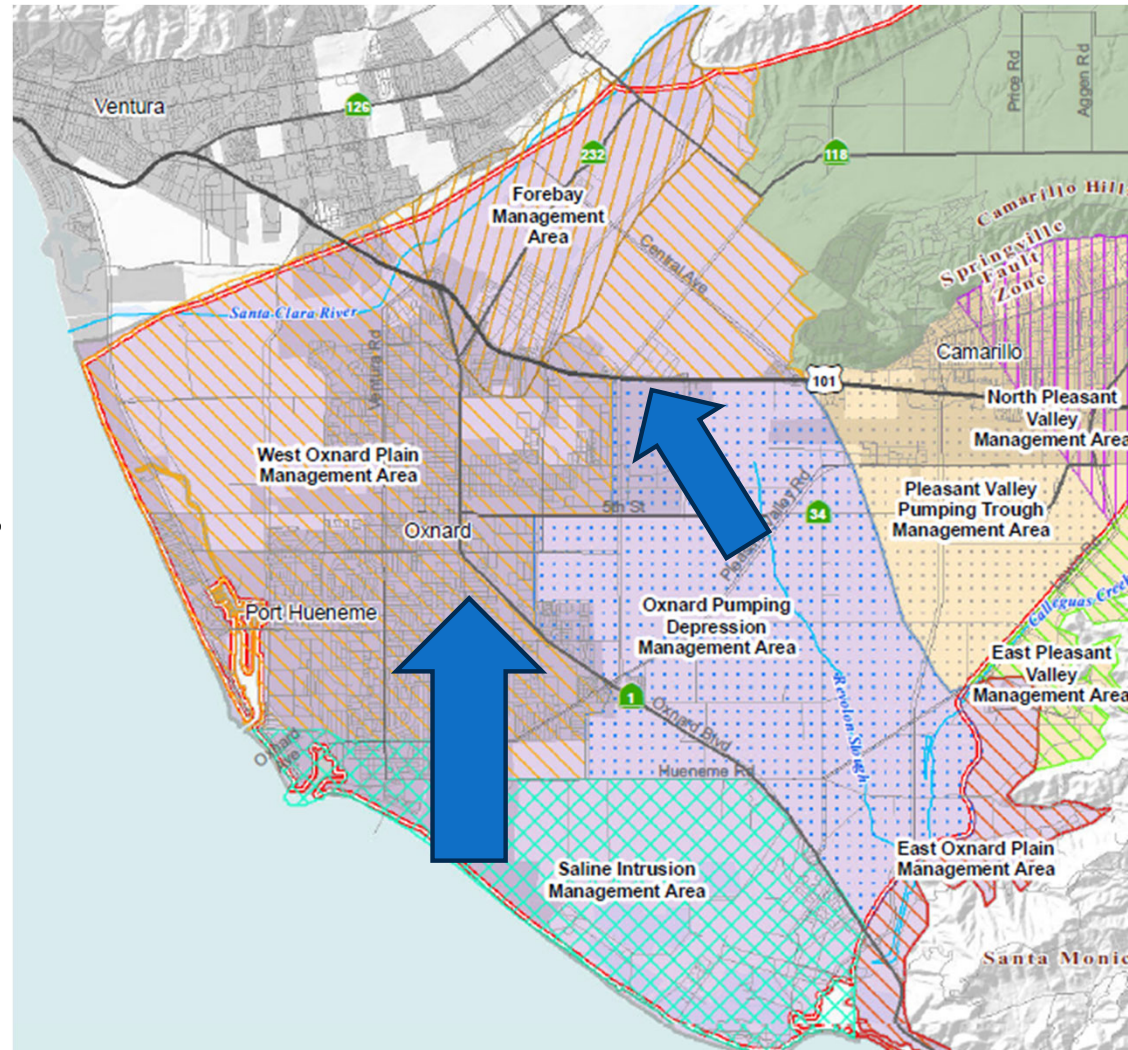 Ventura
126
Price Rd
Aggen Rd
232
118
Forebay
Management
Area
Camarillo Hill
Springville
Fault
Zone
Central Ave
Santa Clara River
Ventura Rd
Camarillo
101
North Pleasant
Valley
Management Area
West Oxnard Plain
Management Area
Pleasant Valley
Pumping Trough
Management Area
5th St
34
Oxnard
Pleasant Valley Rd
Port Hueneme
Oxnard Pumping
Depression
Management Area
Calleguas Creek
East Pleasant
Valley
Management Area
1
Oxnard Blvd
Revolon Slough
Hueneme Rd
East Oxnard Plain
Management Area
Saline Intrusion
Management Area
Santa Monic